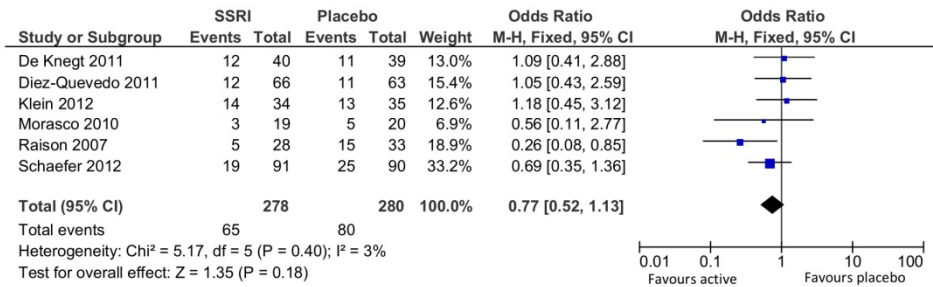 SSRI Placebo Odds Ratio Odds Ratio
Study or Subgroup Events Total Events Total Weight M-H, Fixed, 95% CI M-H, Fixed, 95% CI
De Knegt 2011 12 40 11 39 13.0% 1.09 [0.41, 2.88]
Diez-Quevedo 2011 12 66 11 63 15.4% 1.05 [0.43, 2.59]
Klein 2012 14 34 13 35 12.6% 1.18 [0.45, 3.12]
Morasco 2010 3 19 5 20 6.9% 0.56 [0.11, 2.77]
Raison 2007 5 28 15 33 18.9% 0.26 [0.08, 0.85]
Schaefer 2012 19 91 25 90 33.2% 0.69 [0.35, 1.36]
Total (95% CI) 278 280 100.0% 0.77 [0.52, 1.13]
Total events 65 80
Heterogeneity: Chi² = 5.17, df = 5 (P = 0.40); I² = 3%
Test for overall effect: Z = 1.35 (P = 0.18)
0.01 0.1 1 10 100
Favours active Favours placebo